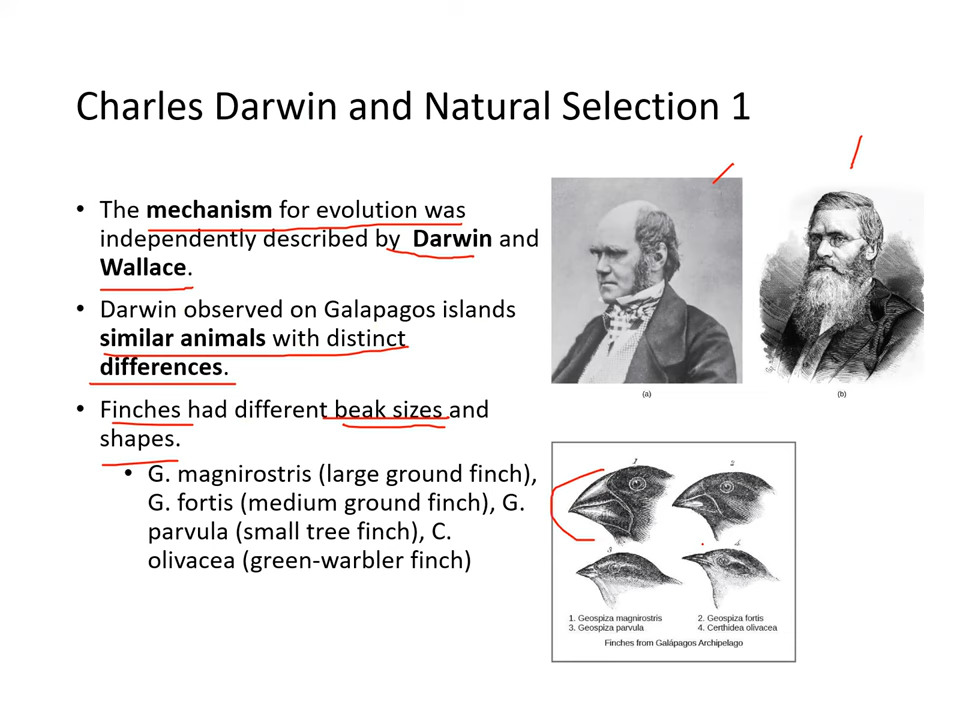 Charles Darwin and Natural Selection 1
• The mechanism for evolution was
independently described by Darwin and
Wallace.
• Darwin observed on Galapagos islands
similar animals with distinct
differences.
• Finches had different beak sizes and
shapes.
• G. magnirostris (large ground finch),
G. fortis (medium ground finch), G.
parvula (small tree finch), C.
olivacea (green-warbler finch)
(a)
(b)
1
2
3
4
1. Geospiza magnirostris
2. Geospiza fortis
3. Geospiza parvula
4. Certhidea olivacea
Finches from Galápagos Archipelago